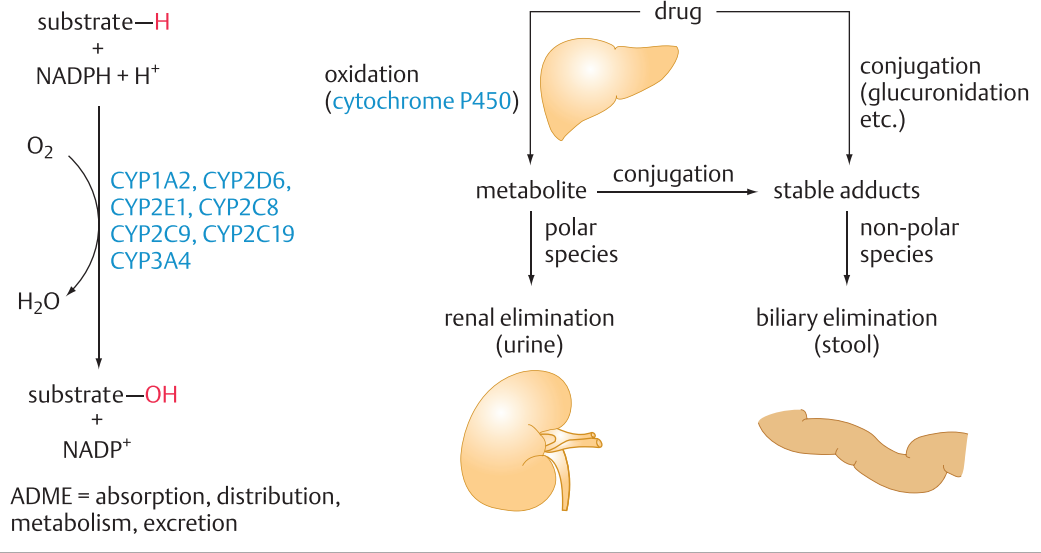 substrate—H
+
NADPH + H⁺
O₂
CYP1A2, CYP2D6,
CYP2E1, CYP2C8
CYP2C9, CYP2C19
CYP3A4
H₂O
substrate—OH
+
NADP⁺
ADME = absorption, distribution,
metabolism, excretion
drug
oxidation
(cytochrome P450)
conjugation
(glucuronidation
etc.)
metabolite
conjugation
stable adducts
polar
species
non-polar
species
renal elimination
(urine)
biliary elimination
(stool)